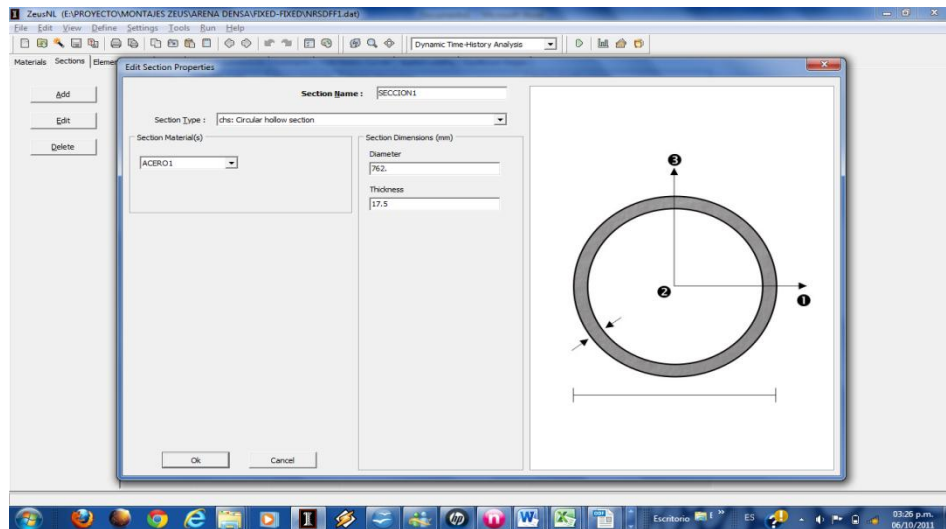 ZeusNL (E:\PROYECTO\MONTAJES ZEUS\ARENA DENSA\FIXED-FIXED\NRSDFF1.dat)
File Edit View Define Settings Tools Run Help
Dynamic Time-History Analysis
Materials Sections Elemen
Edit Section Properties
Add
Edit
Delete
Section Name : SECCION1
Section Type : chs: Circular hollow section
Section Material(s)
ACERO1
Section Dimensions (mm)
Diameter
762.
Thickness
17.5
3
2
1
Ok Cancel
Escritorio
ES
03:26 p.m.
06/10/2013